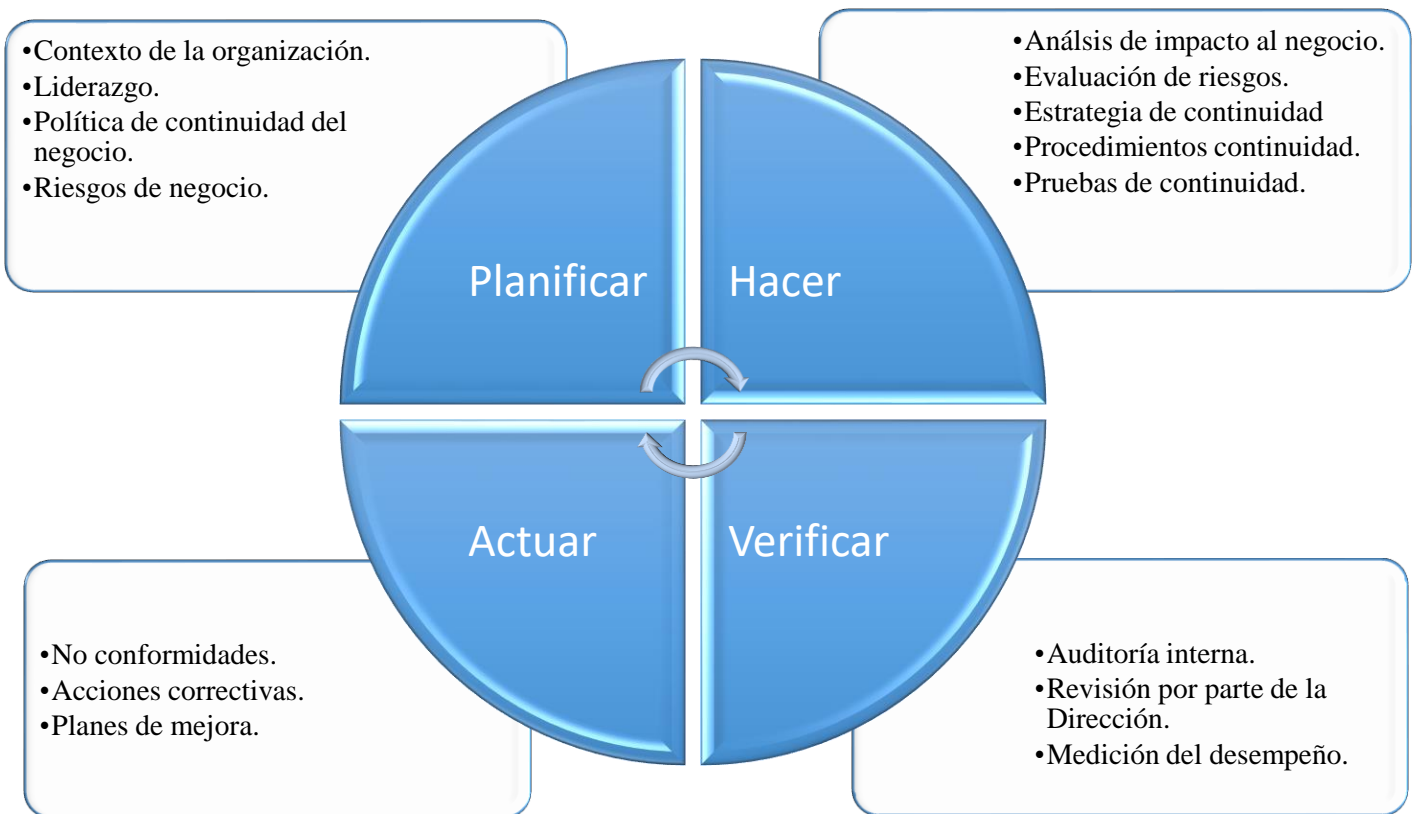 •Contexto de la organización.
•Liderazgo.
•Política de continuidad del
negocio.
•Riesgos de negocio.
•Análsis de impacto al negocio.
•Evaluación de riesgos.
•Estrategia de continuidad
•Procedimientos continuidad.
•Pruebas de continuidad.
Planificar
Hacer
Actuar
Verificar
•No conformidades.
•Acciones correctivas.
•Planes de mejora.
•Auditoría interna.
•Revisión por parte de la
Dirección.
•Medición del desempeño.